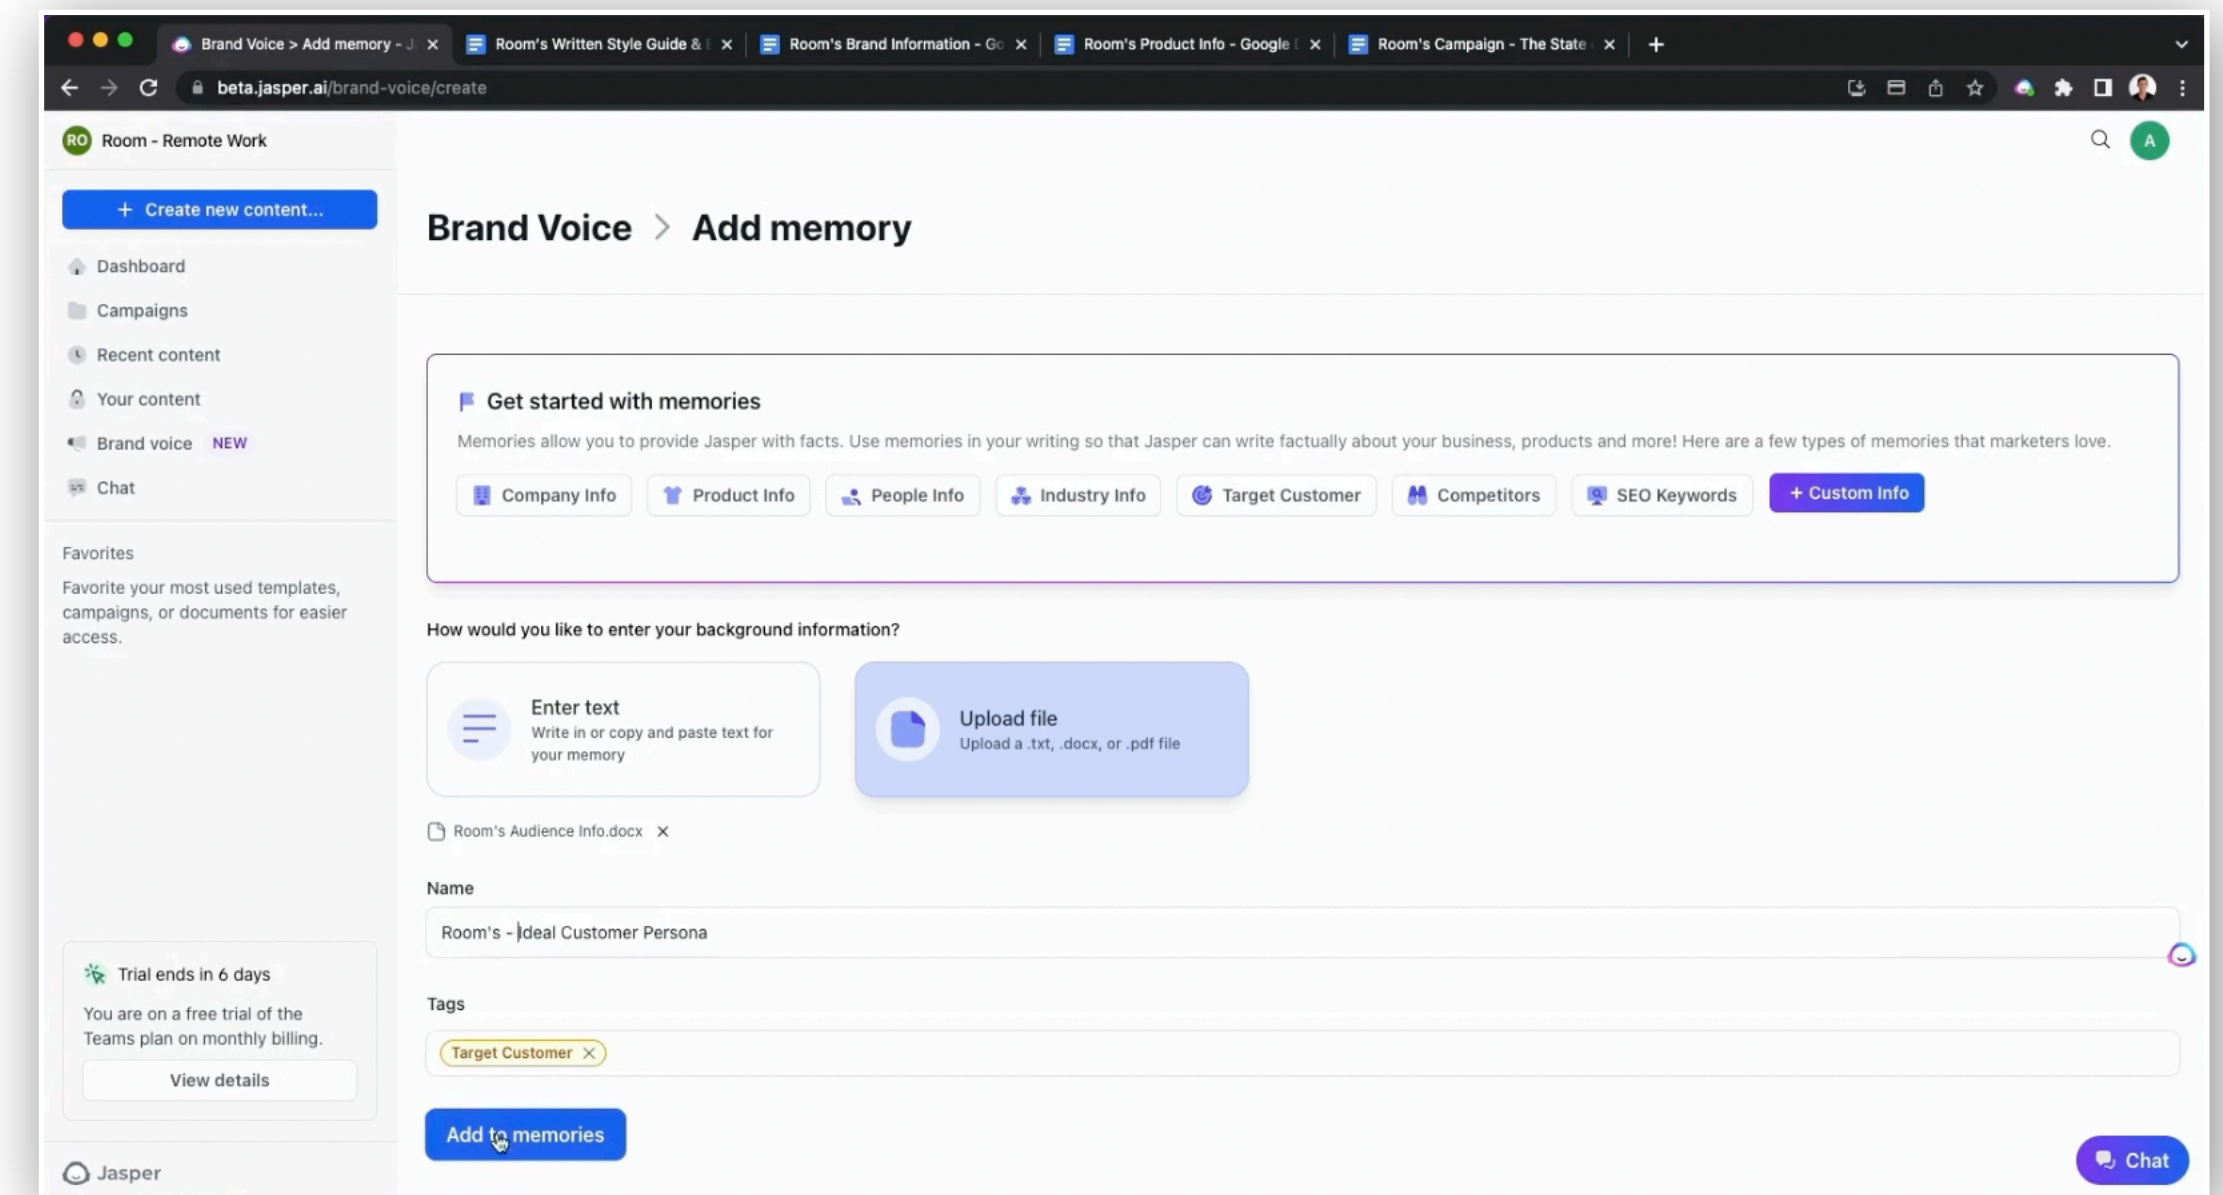 Brand Voice > Add memory - J
Room's Written Style Guide &
Room's Brand Information - Go
Room's Product Info - Google
Room's Campaign - The State
beta.jasper.ai/brand-voice/create
RO Room - Remote Work
A
+ Create new content...
Dashboard
Campaigns
Recent content
Your content
Brand voice NEW
Chat
Favorites
Favorite your most used templates,
campaigns, or documents for easier
access.
Trial ends in 6 days
You are on a free trial of the
Teams plan on monthly billing.
View details
Jasper
Brand Voice > Add memory
Get started with memories
Memories allow you to provide Jasper with facts. Use memories in your writing so that Jasper can write factually about your business, products and more! Here are a few types of memories that marketers love.
Company Info
Product Info
People Info
Industry Info
Target Customer
Competitors
SEO Keywords
+ Custom Info
How would you like to enter your background information?
Enter text
Write in or copy and paste text for
your memory
Upload file
Upload a .txt, .docx, or .pdf file
Room's Audience Info.docx
Name
Room's - Ideal Customer Persona
Tags
Target Customer
Add to memories
Chat